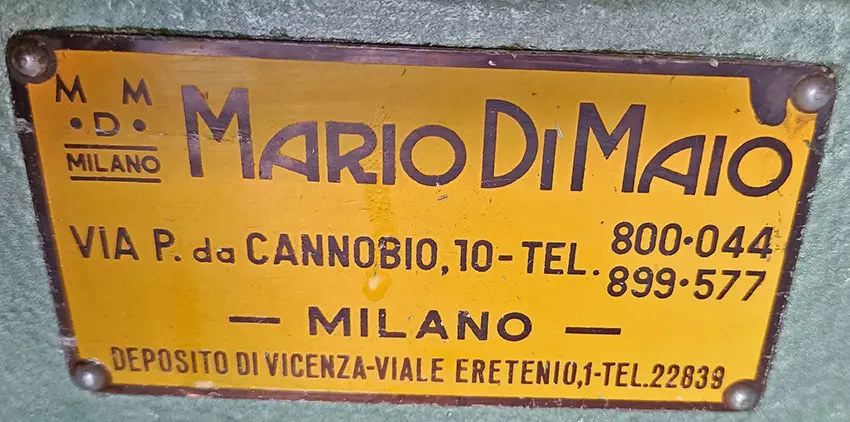 M M
•D•
MILANO
MARIO DI MAIO
VIA P. da CANNOBIO, 10 - TEL. 800•044
899•577
— MILANO —
DEPOSITO DI VICENZA-VIALE ERETENIO,1-TEL.22839